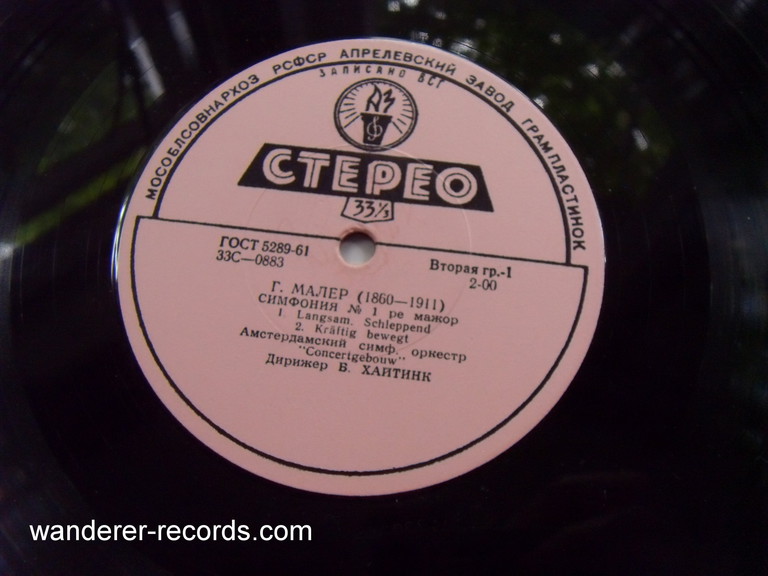 МОСОБЛСОВНАРХОЗ РСФСР АПРЕЛЕВСКИЙ ЗАВОД ГРАМПЛАСТИНОК
ЗАПИСАНО ВСГ
АЗ
СТЕРЕО
33⅓
ГОСТ 5289-61
33С—0883
Вторая гр.-1
2-00
Г. МАЛЕР (1860—1911)
СИМФОНИЯ № 1 ре мажор
1. Langsam. Schleppend
2. Kräftig bewegt
Амстердамский симф. оркестр
"Concertgebouw"
Дирижер Б. ХАЙТИНК
wanderer-records.com